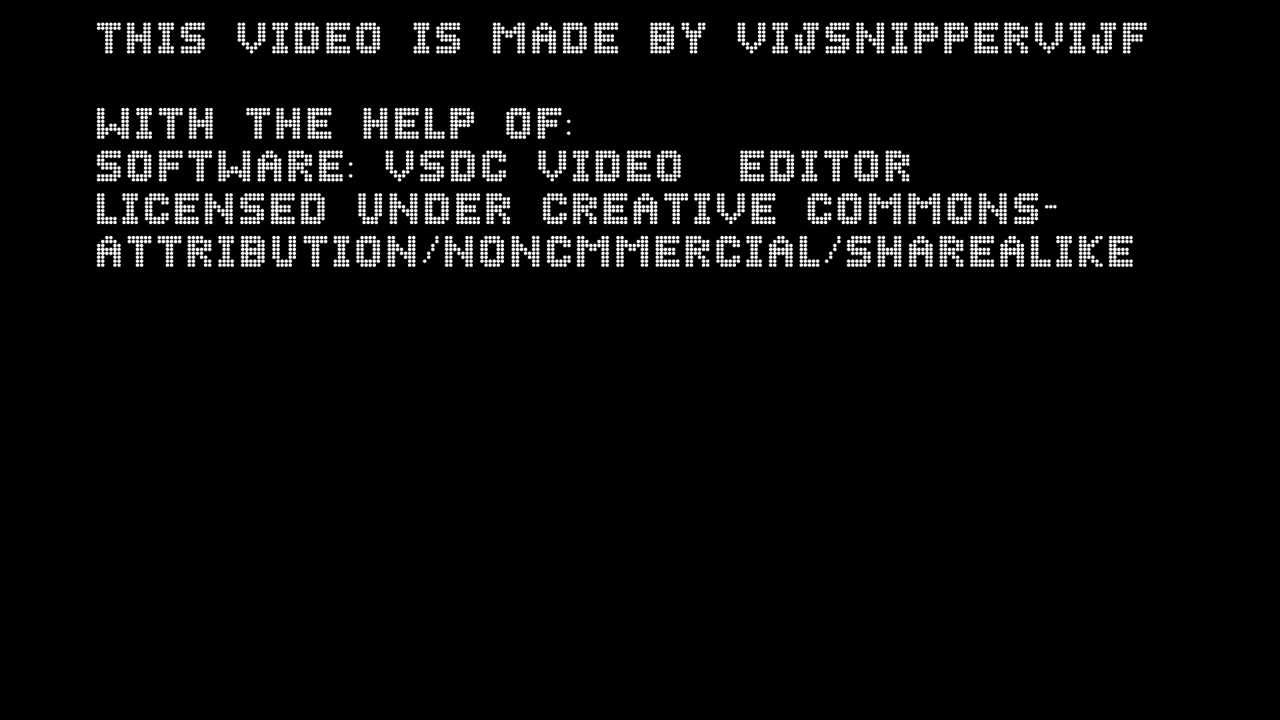 THIS VIDEO IS MADE BY VIJSNIPPERVIJF
WITH THE HELP OF:
SOFTWARE: VSDC VIDEO  EDITOR
LICENSED UNDER CREATIVE COMMONS-
ATTRIBUTION/NONCMMERCIAL/SHAREALIKE